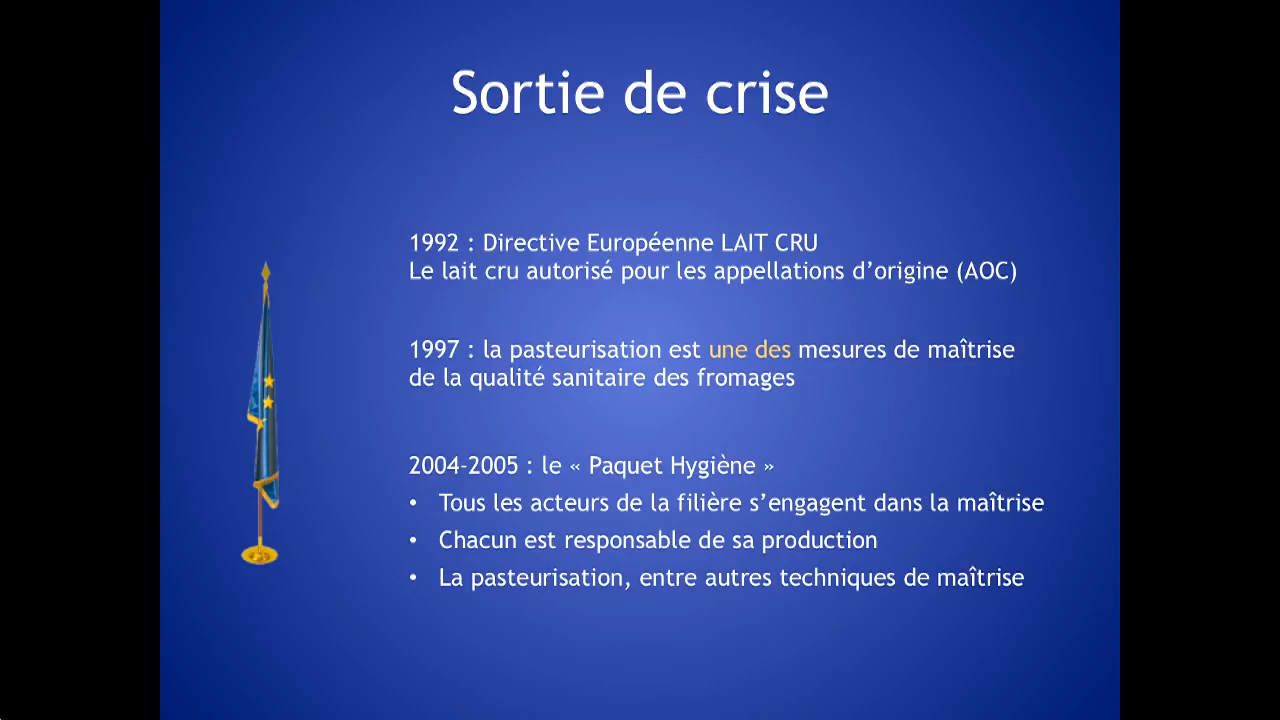 Sortie de crise
1992 : Directive Européenne LAIT CRU
Le lait cru autorisé pour les appellations d’origine (AOC)
1997 : la pasteurisation est une des mesures de maîtrise
de la qualité sanitaire des fromages
2004-2005 : le « Paquet Hygiène »
• Tous les acteurs de la filière s’engagent dans la maîtrise
• Chacun est responsable de sa production
• La pasteurisation, entre autres techniques de maîtrise